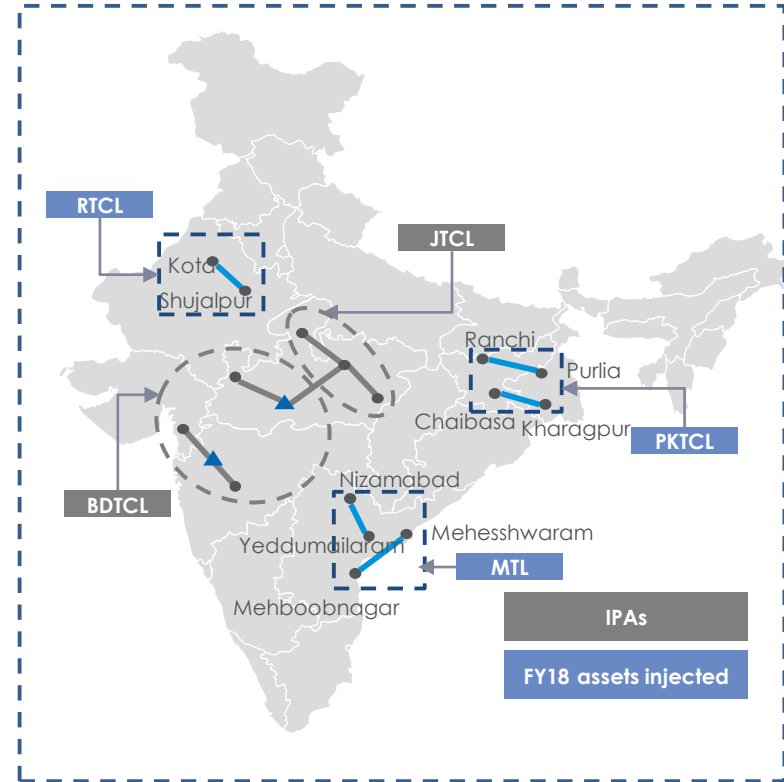 RTCL
JTCL
Kota
Shujalpur
Ranchi
Purlia
Chaibasa
Kharagpur
PKTCL
BDTCL
Nizamabad
Yeddumailaram
Mehesshwaram
MTL
Mehboobnagar
IPAs
FY18 assets injected